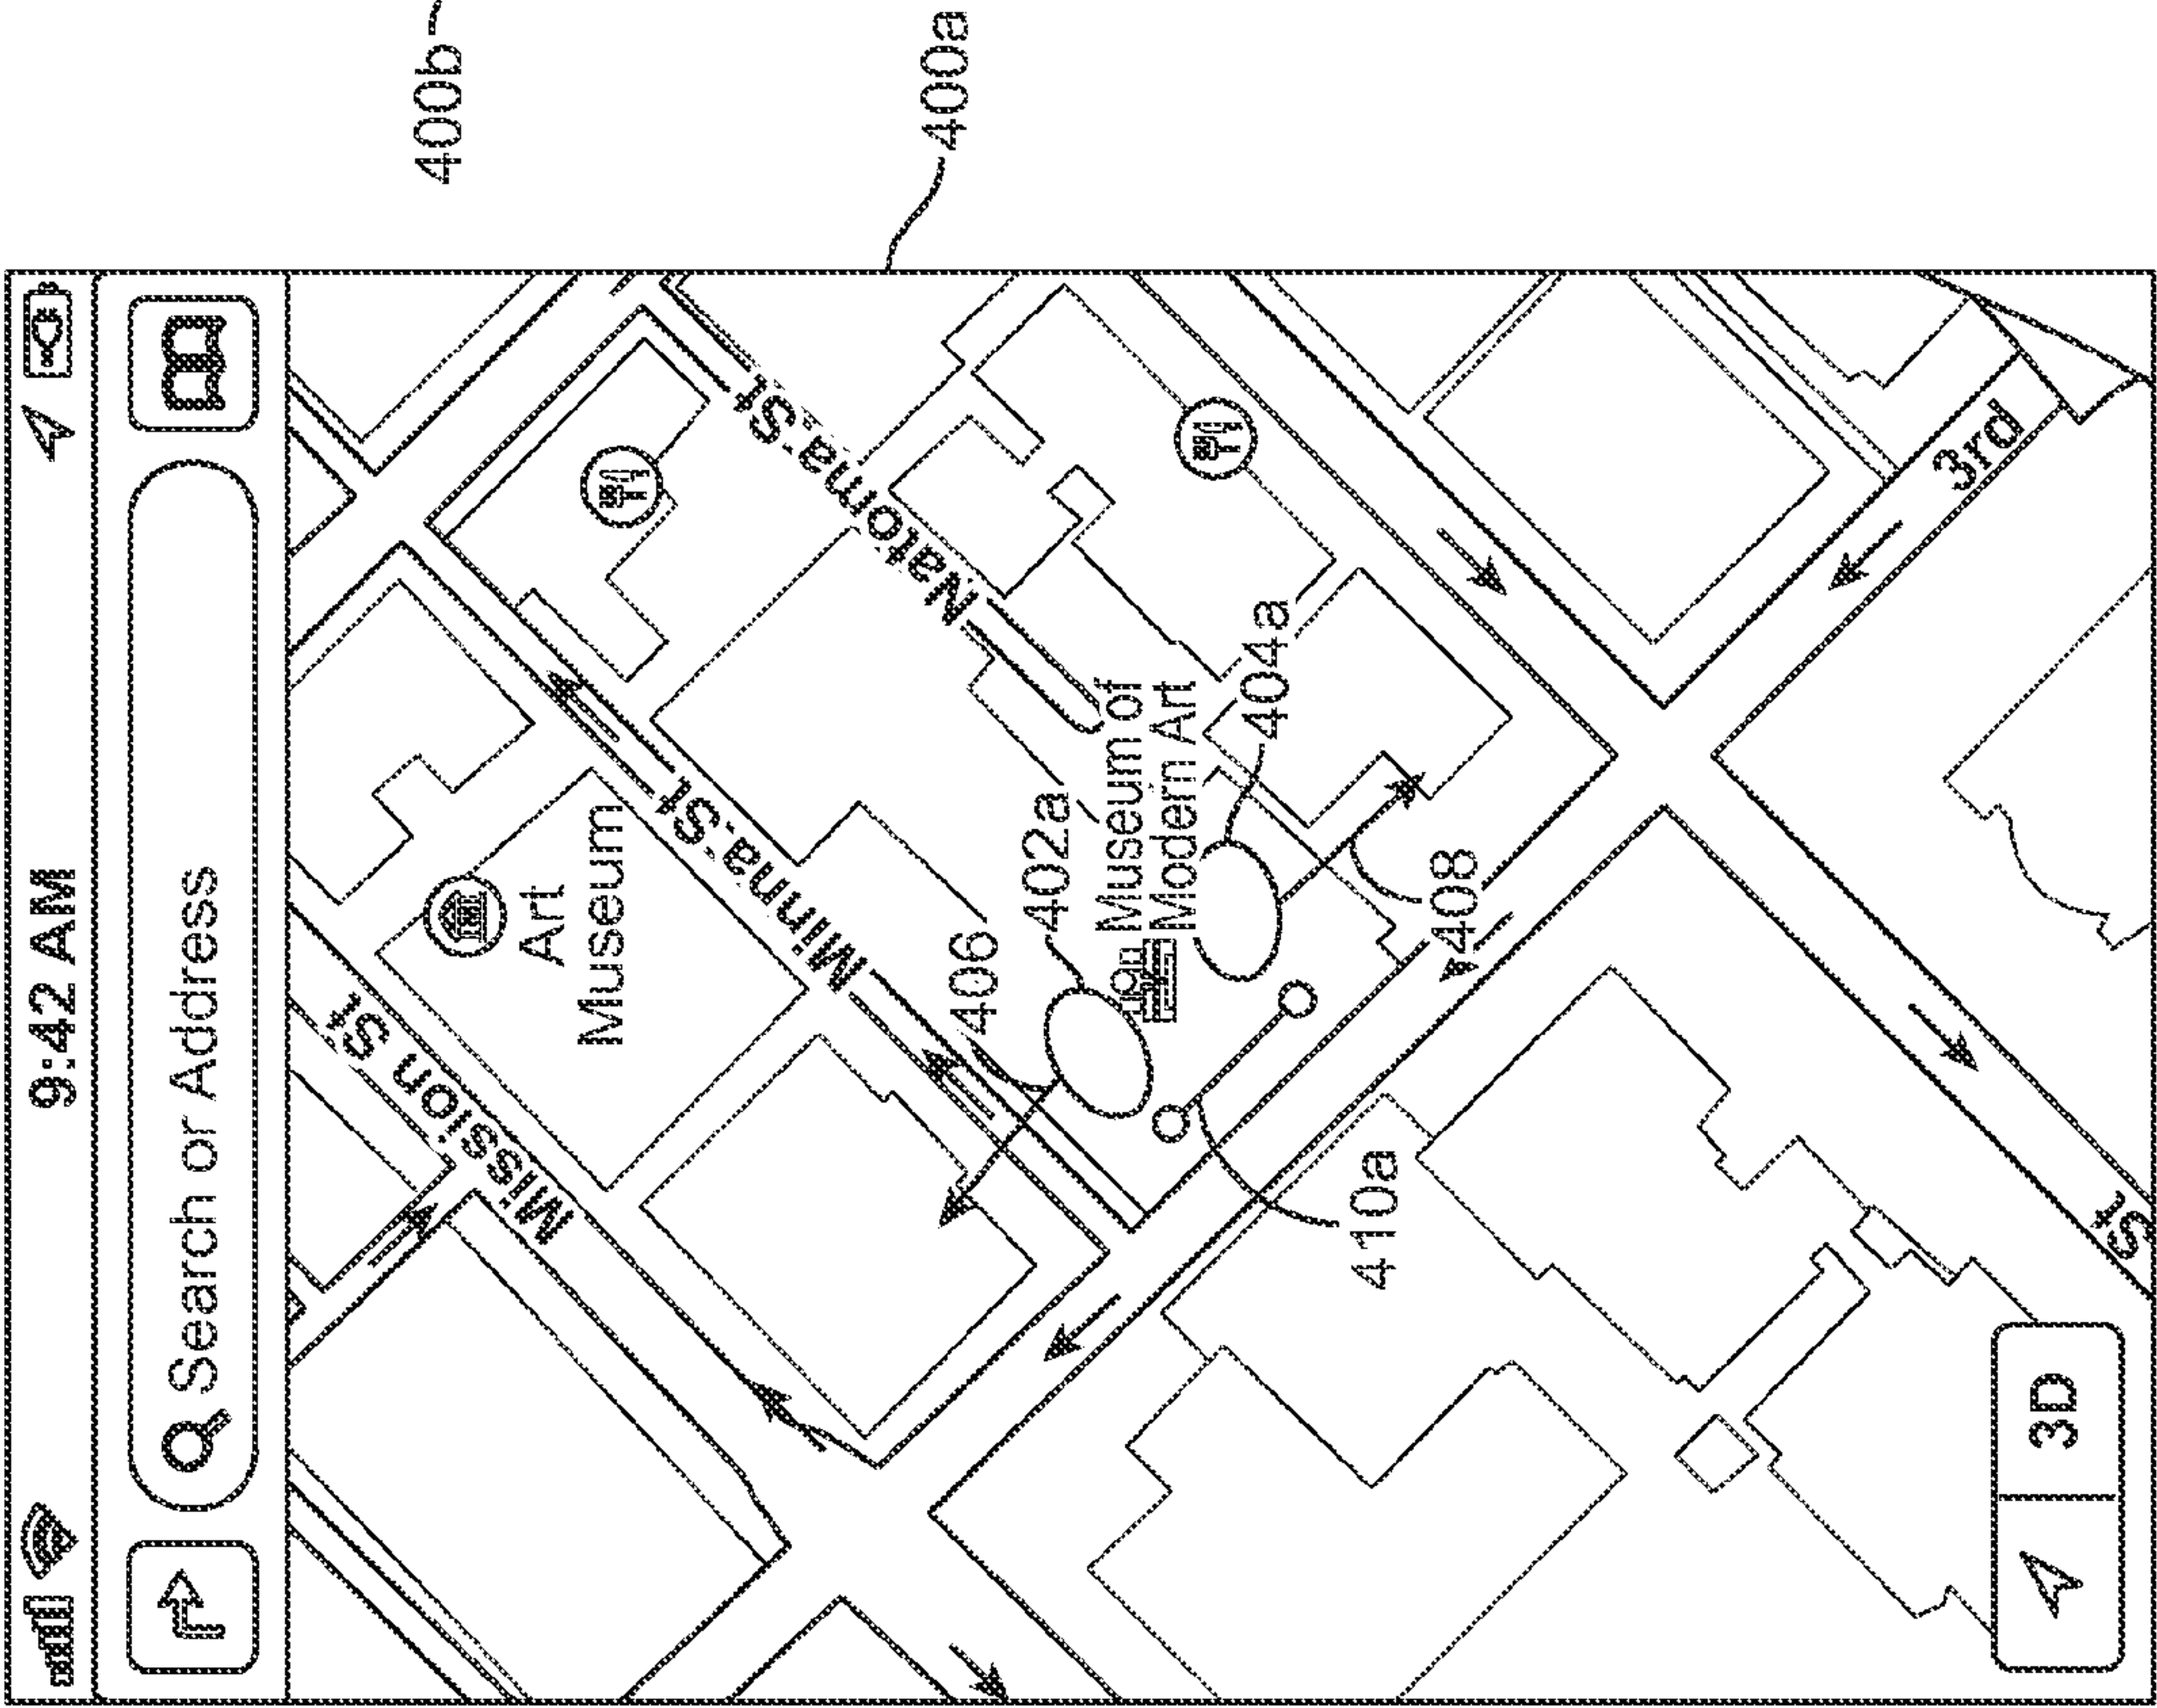 9:42 AM
Search or Address
Mission St
Art
Museum
Minna St
Natoma St
406
402a
Museum of
Modern Art
404a
408
410a
3rd
St
3D
400b
400a